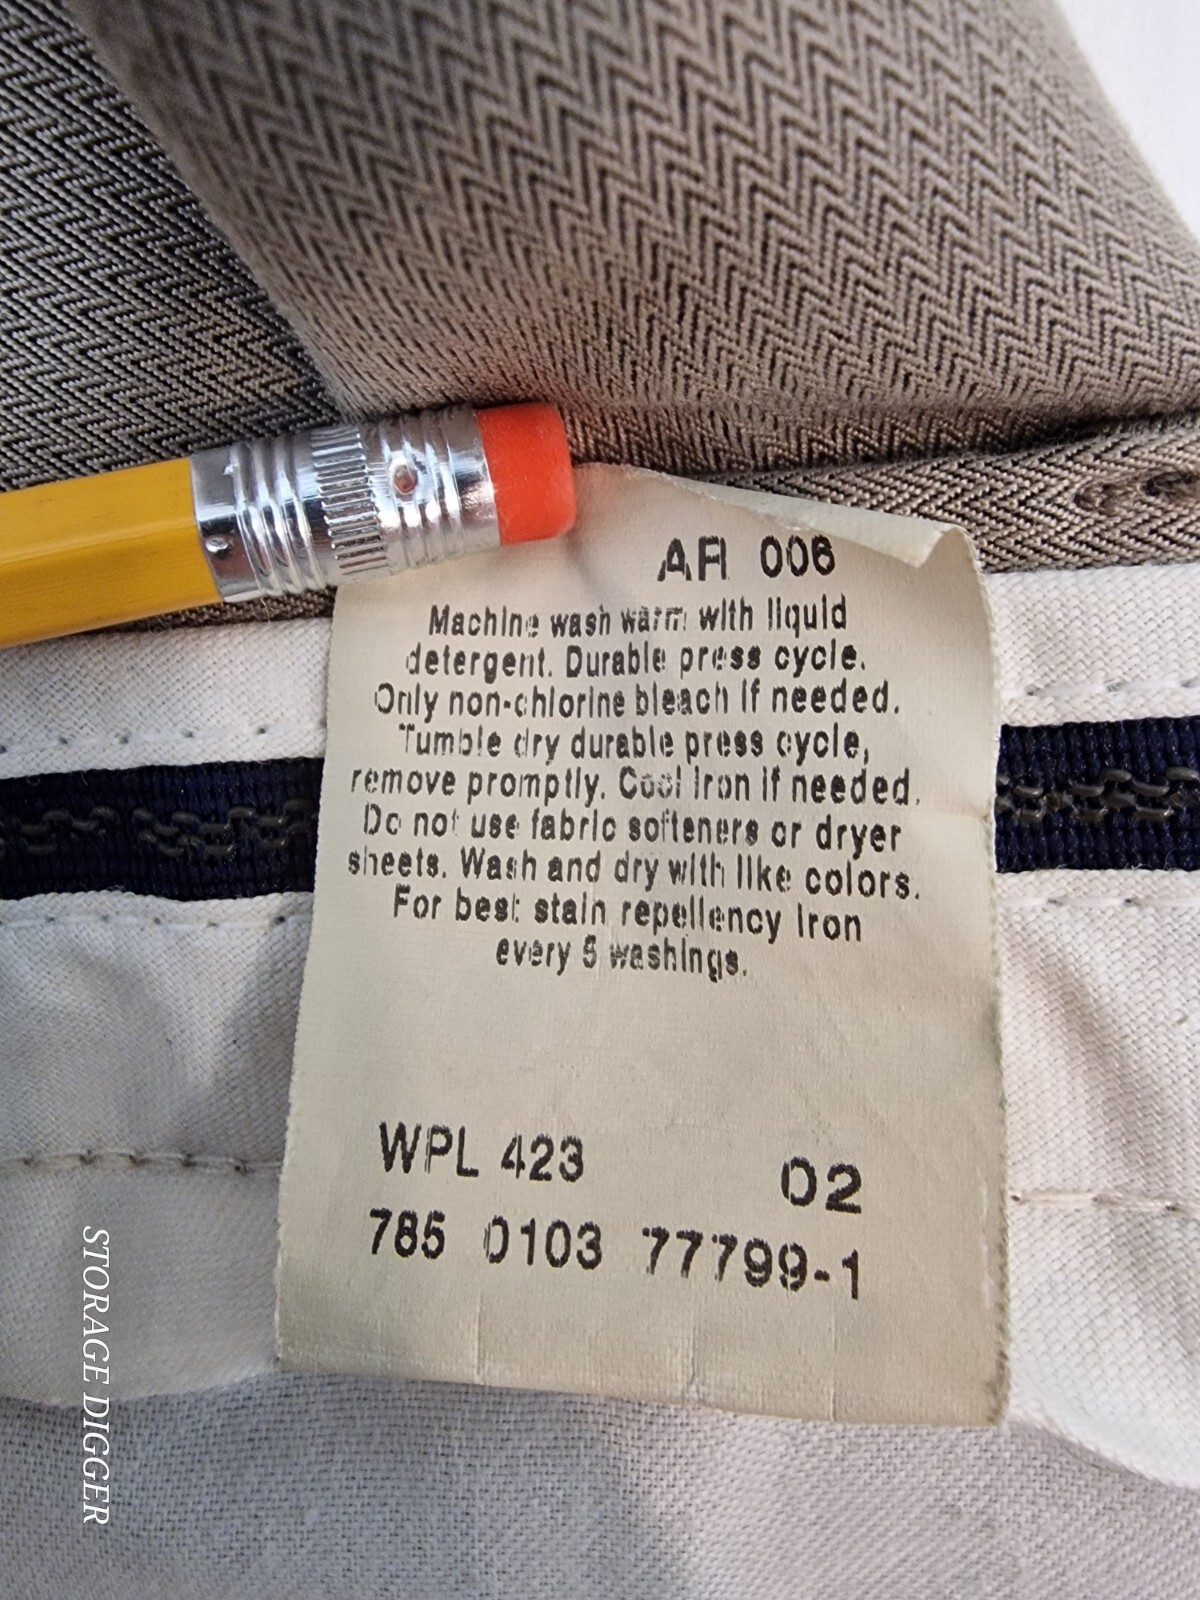 AR 006
Machine wash warm with liquid
detergent. Durable press cycle.
Only non-chlorine bleach if needed.
Tumble dry durable press cycle,
remove promptly. Cool iron if needed.
Do not use fabric softeners or dryer
sheets. Wash and dry with like colors.
For best stain repellency iron
every 5 washings.
WPL 423 02
785 0103 77799-1
STORAGE DIGGER